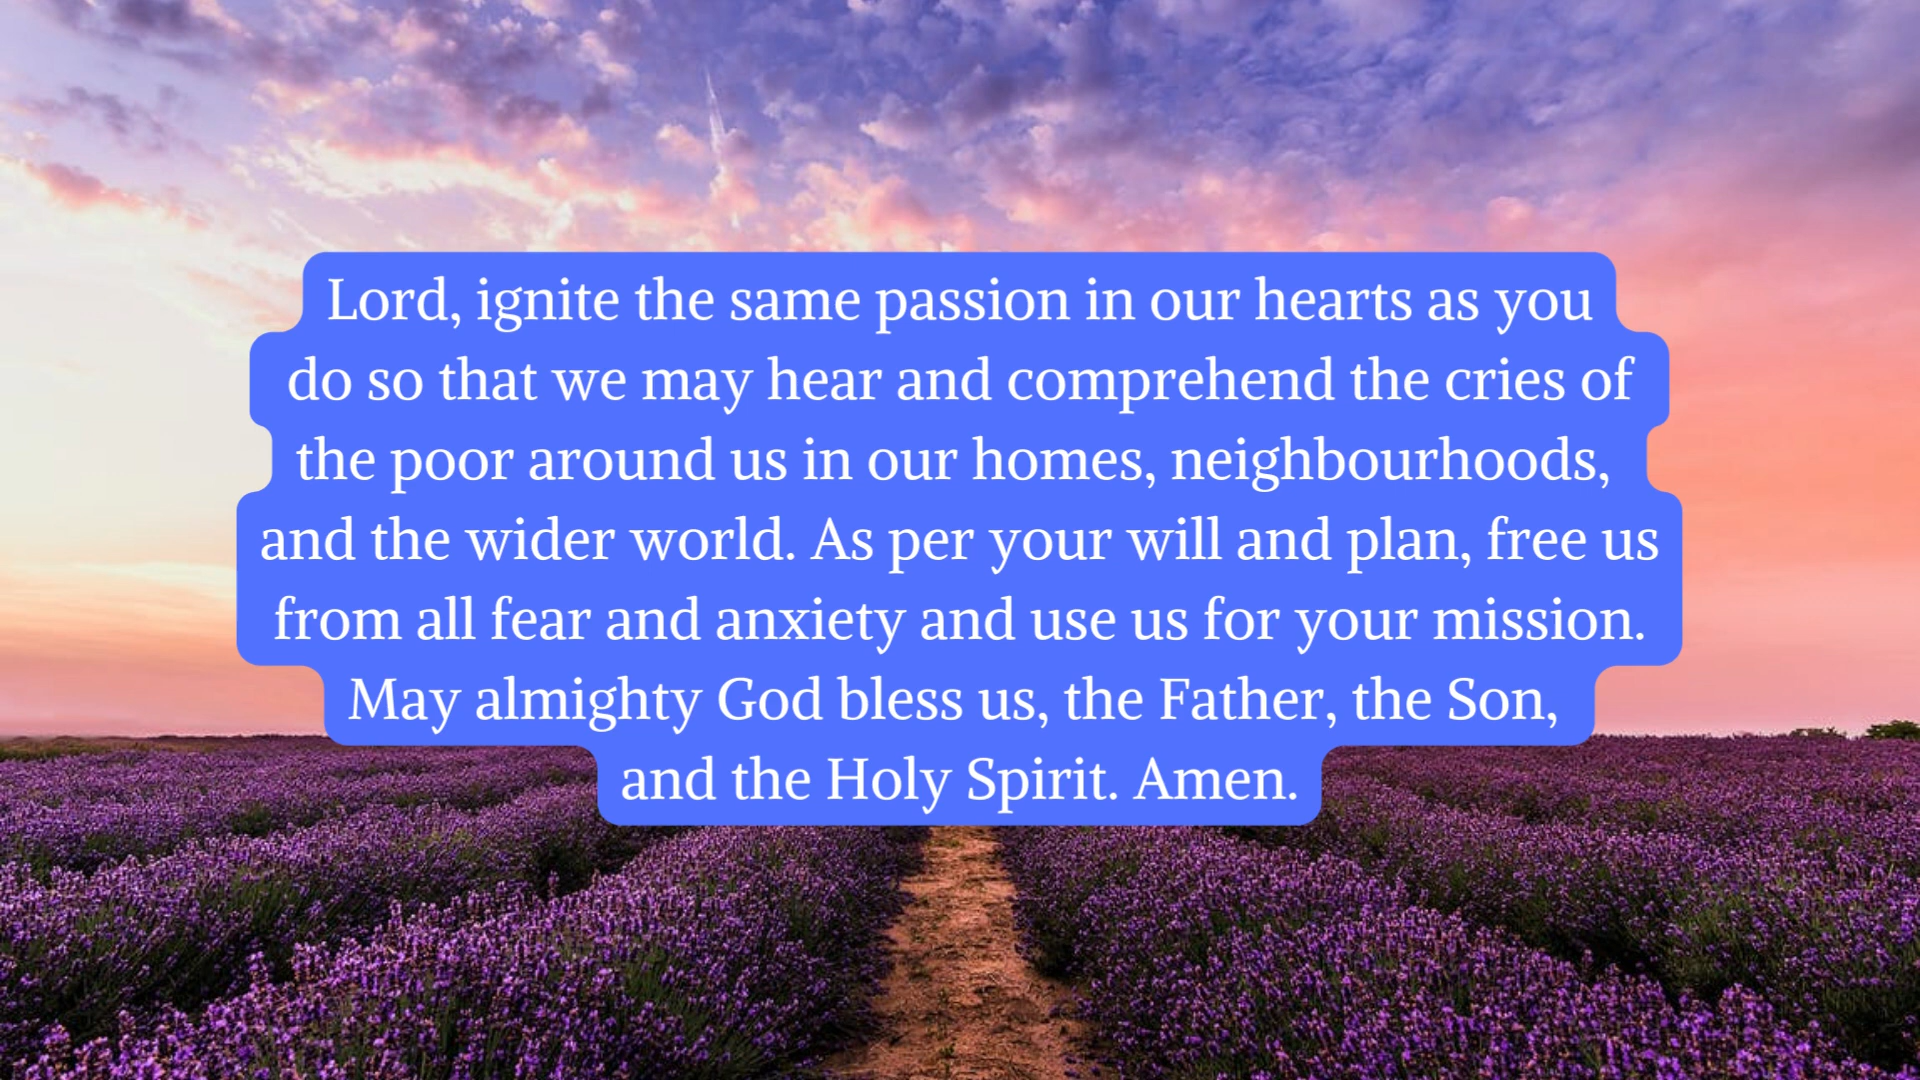 Lord, ignite the same passion in our hearts as you
do so that we may hear and comprehend the cries of
the poor around us in our homes, neighbourhoods,
and the wider world. As per your will and plan, free us
from all fear and anxiety and use us for your mission.
May almighty God bless us, the Father, the Son,
and the Holy Spirit. Amen.